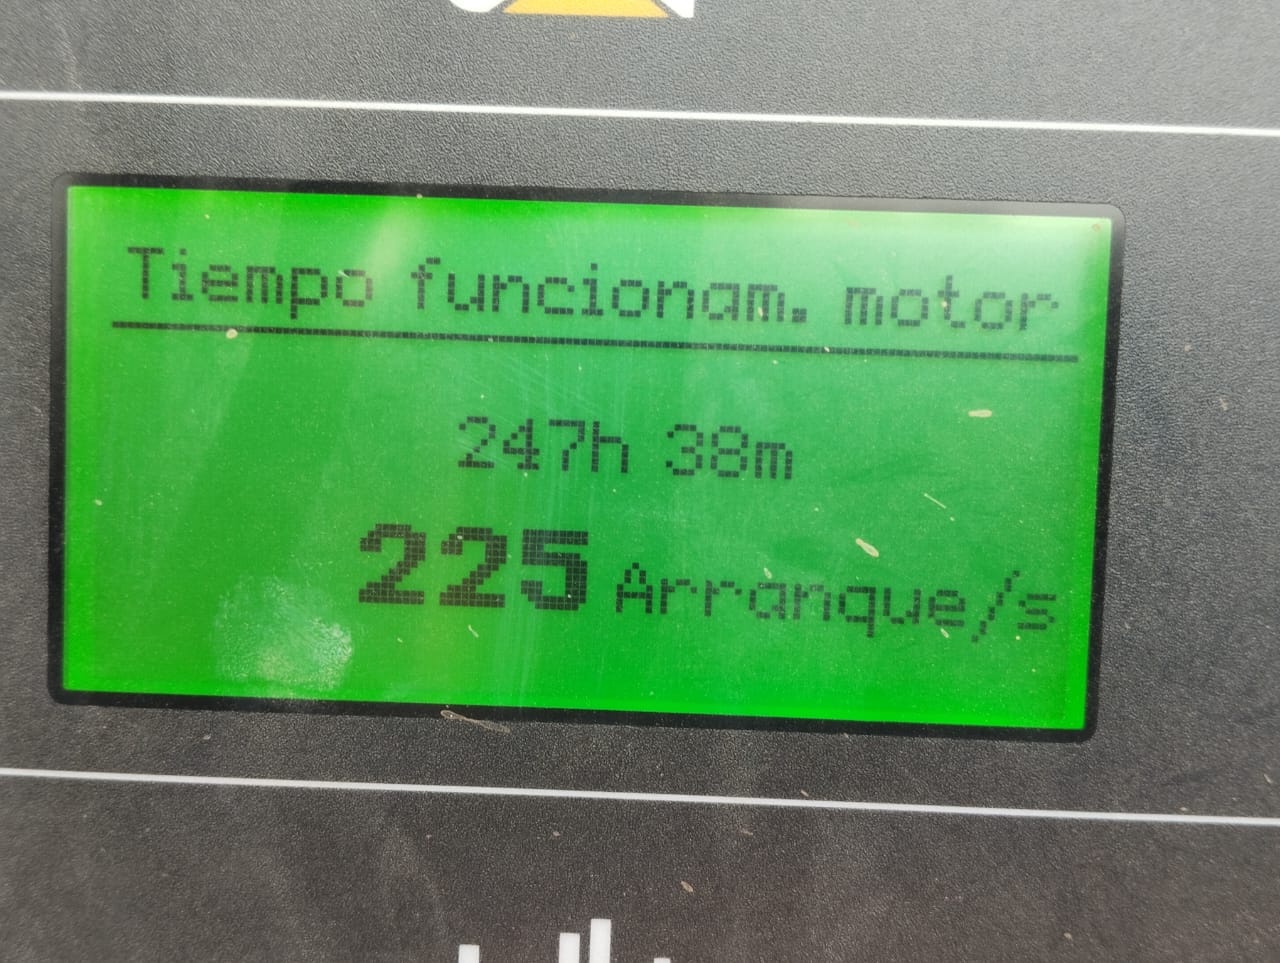 Tiempo funcionam. motor
247h 38m
225 Arranque/s